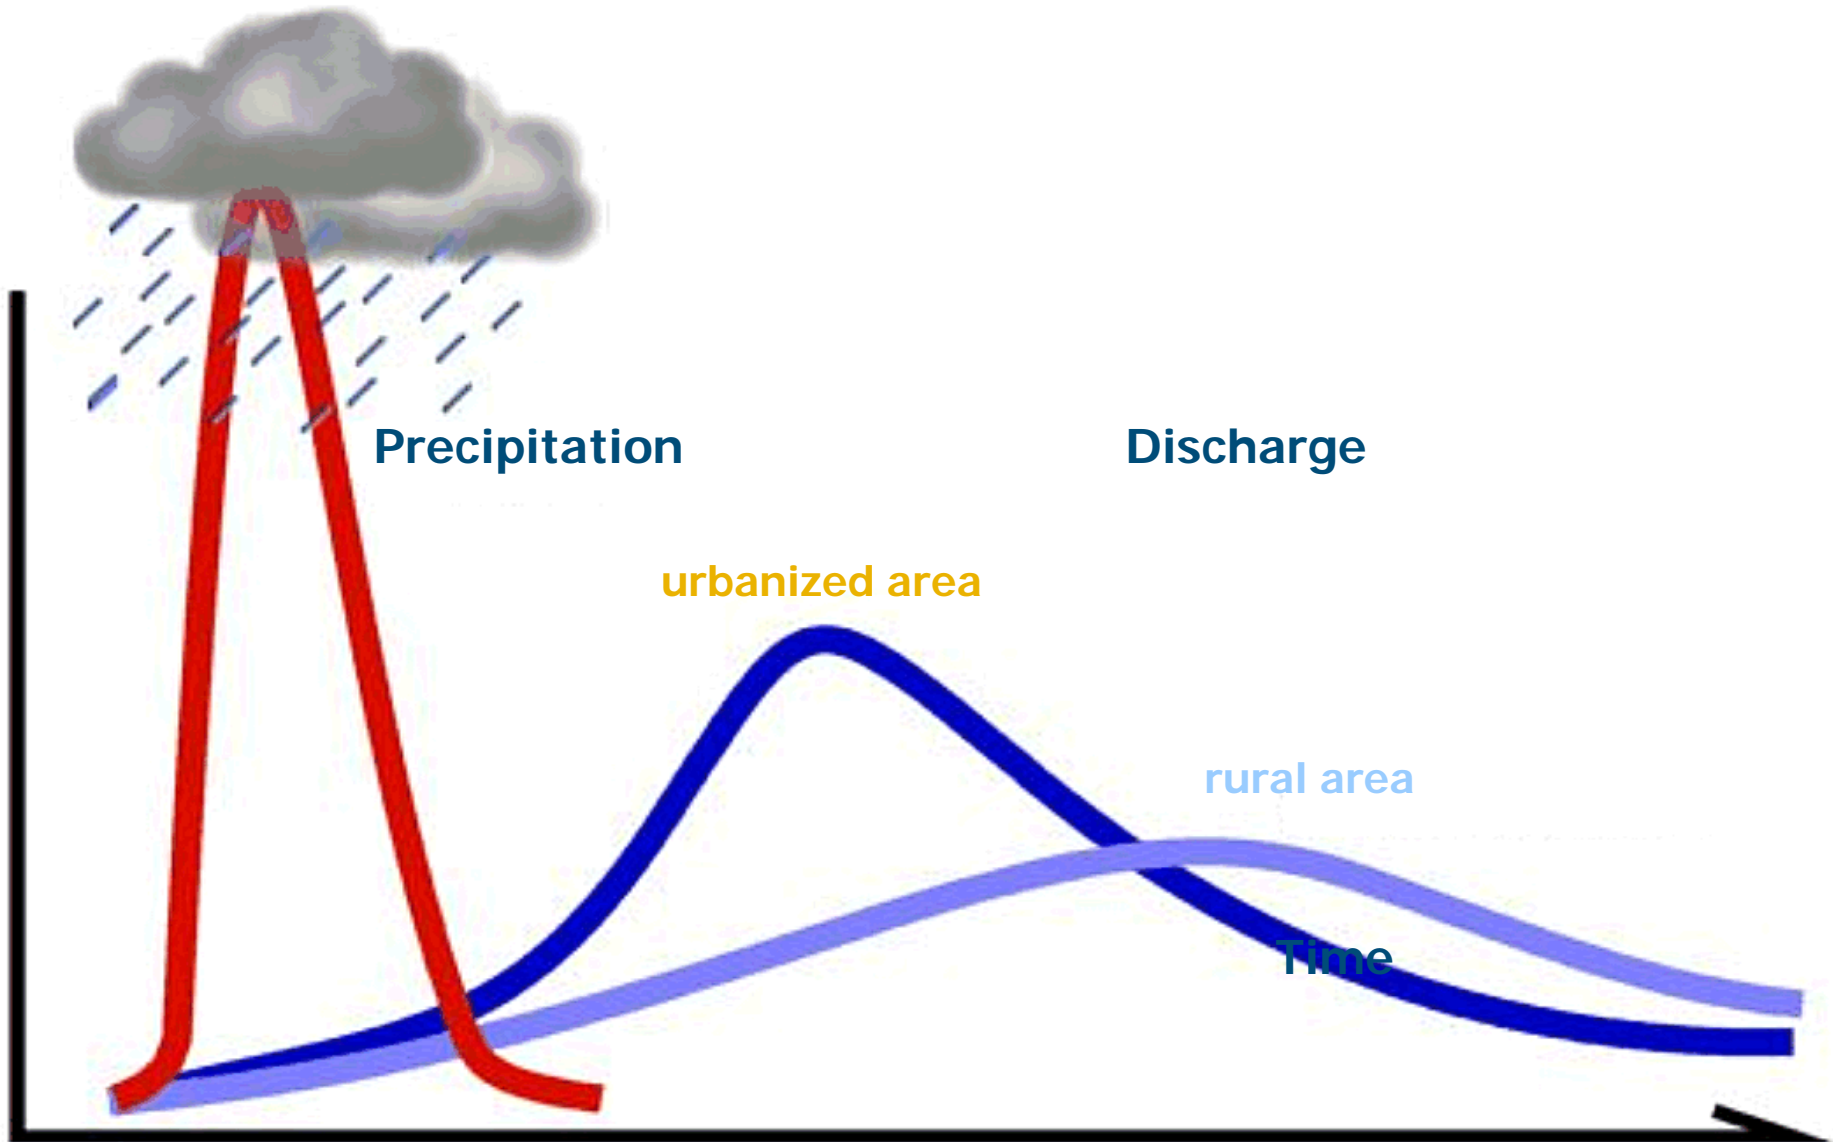 Precipitation
Discharge
urbanized area
rural area
Time